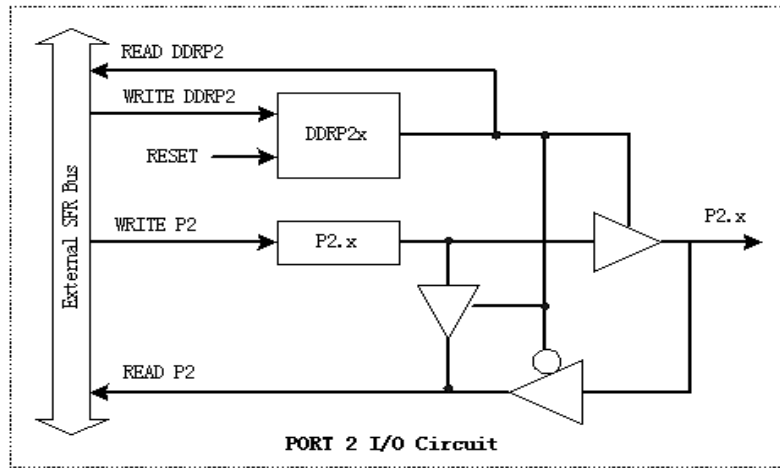 READ DDRP2
WRITE DDRP2
DDRP2x
RESET
External SFR Bus
WRITE P2
P2.x
P2.x
READ P2
PORT 2 I/O Circuit